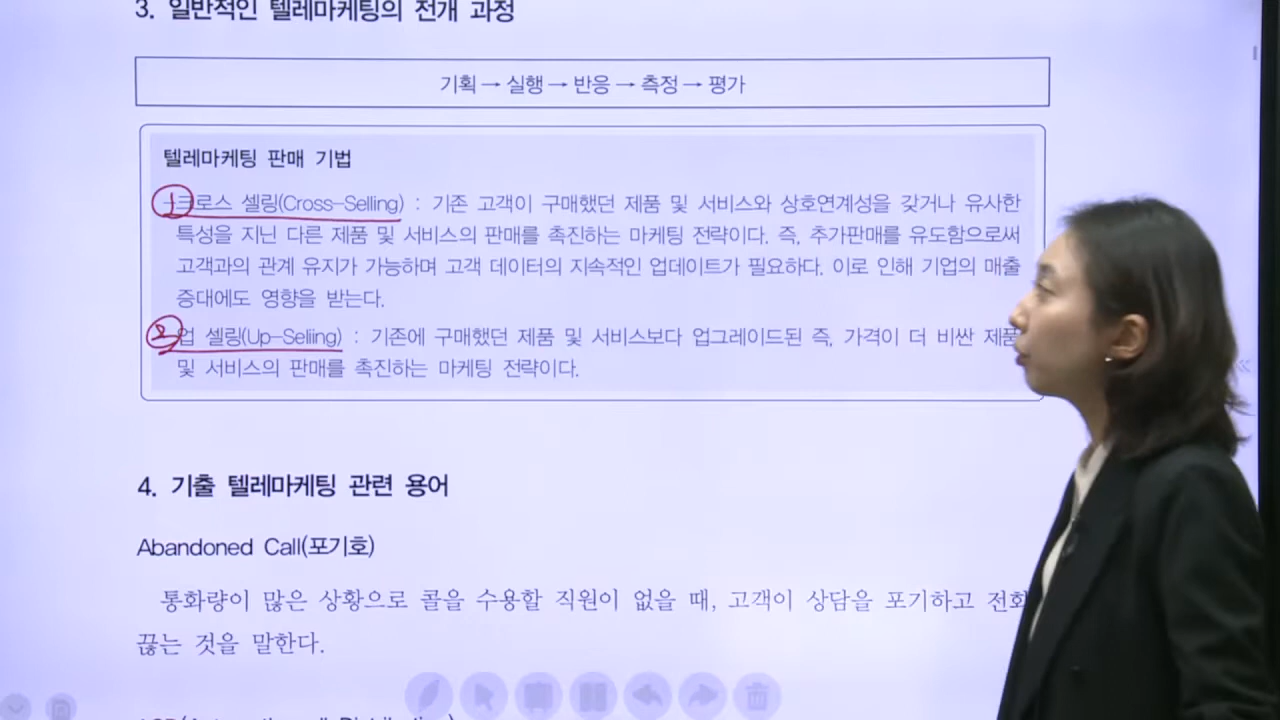 3. 일반적인 텔레마케팅의 전개 과정
기획 → 실행 → 반응 → 측정 → 평가
텔레마케팅 판매 기법
크로스 셀링(Cross-Selling) : 기존 고객이 구매했던 제품 및 서비스와 상호연계성을 갖거나 유사한
특성을 지닌 다른 제품 및 서비스의 판매를 촉진하는 마케팅 전략이다. 즉, 추가판매를 유도함으로써
고객과의 관계 유지가 가능하며 고객 데이터의 지속적인 업데이트가 필요하다. 이로 인해 기업의 매출
증대에도 영향을 받는다.
업 셀링(Up-Selling) : 기존에 구매했던 제품 및 서비스보다 업그레이드된 즉, 가격이 더 비싼 제품
및 서비스의 판매를 촉진하는 마케팅 전략이다.
4. 기출 텔레마케팅 관련 용어
Abandoned Call(포기호)
통화량이 많은 상황으로 콜을 수용할 직원이 없을 때, 고객이 상담을 포기하고 전화
끊는 것을 말한다.